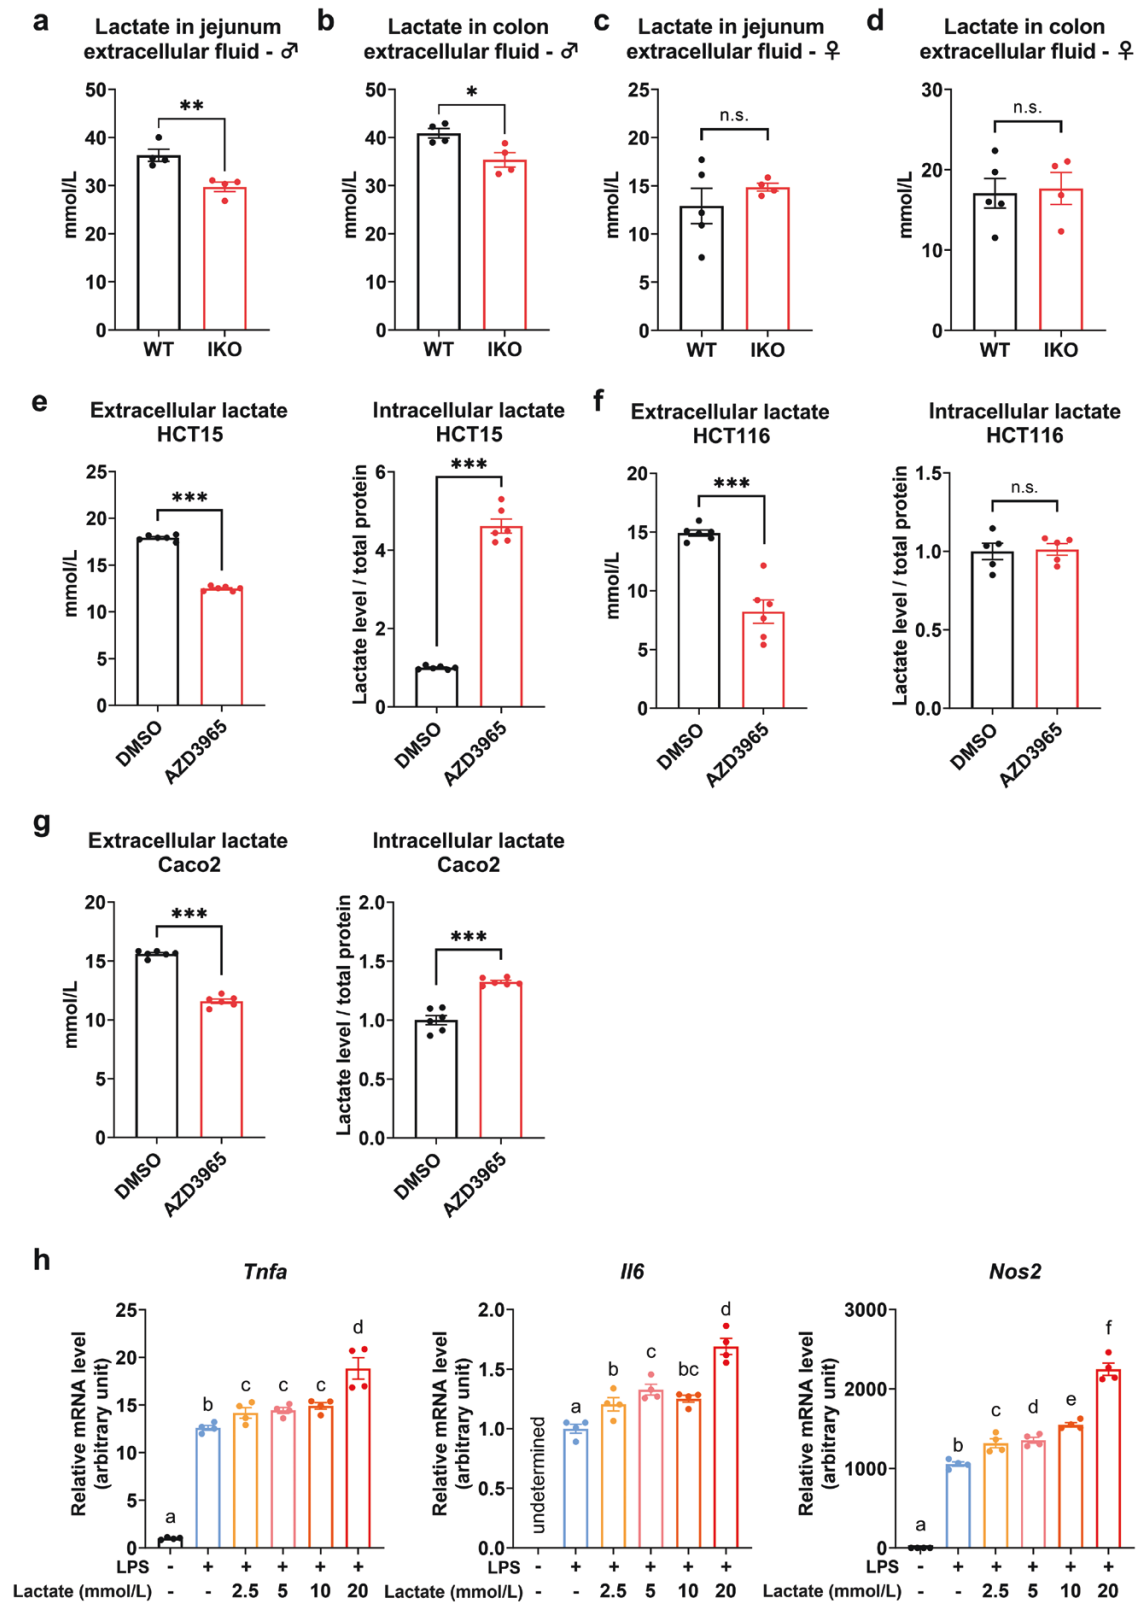 a
Lactate in jejunum
extracellular fluid - ♂
mmol/L
50
40
30
20
10
0
**
WT IKO
b
Lactate in colon
extracellular fluid - ♂
mmol/L
50
40
30
20
10
0
*
WT IKO
c
Lactate in jejunum
extracellular fluid - ♀
mmol/L
25
20
15
10
5
0
n.s.
WT IKO
d
Lactate in colon
extracellular fluid - ♀
mmol/L
30
20
10
0
n.s.
WT IKO
e
Extracellular lactate
HCT15
mmol/L
25
20
15
10
5
0
***
DMSO
AZD3965
Intracellular lactate
HCT15
Lactate level / total protein
6
4
2
0
***
DMSO
AZD3965
f
Extracellular lactate
HCT116
mmol/L
20
15
10
5
0
***
DMSO
AZD3965
Intracellular lactate
HCT116
Lactate level / total protein
1.5
1.0
0.5
0.0
n.s.
DMSO
AZD3965
g
Extracellular lactate
Caco2
mmol/L
20
15
10
5
0
***
DMSO
AZD3965
Intracellular lactate
Caco2
Lactate level / total protein
2.0
1.5
1.0
0.5
0.0
***
DMSO
AZD3965
h
Tnfa
Relative mRNA level
(arbitrary unit)
25
20
15
10
5
0
a b c c c d
LPS - + + + + +
Lactate (mmol/L) - - 2.5 5 10 20
Il6
Relative mRNA level
(arbitrary unit)
2.0
1.5
1.0
0.5
0.0
undetermined
a b c bc d
LPS - + + + + +
Lactate (mmol/L) - - 2.5 5 10 20
Nos2
Relative mRNA level
(arbitrary unit)
3000
2000
1000
0
a b c d e f
LPS - + + + + +
Lactate (mmol/L) - - 2.5 5 10 20